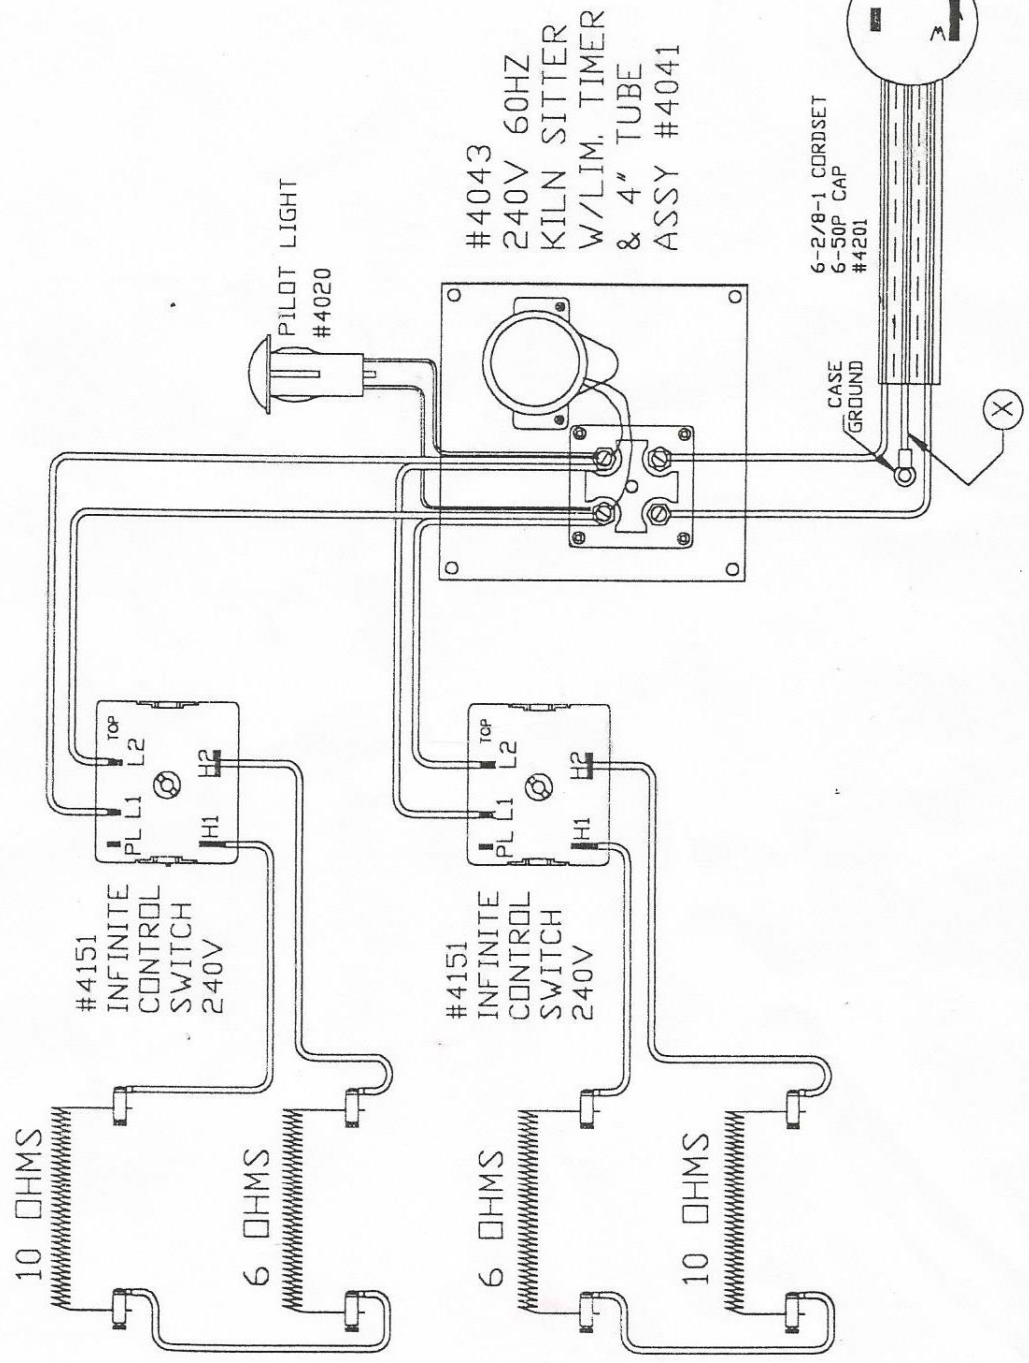 PILOT LIGHT
#4020
#4043
240V 60HZ
KILN SITTER
W/LIM. TIMER
& 4" TUBE
ASSY #4041
6-2/8-1 CORDSET
6-50P CAP
#4201
CASE
GROUND
X
W
TOP
PL L1 L2
H1 H2
#4151
INFINITE
CONTROL
SWITCH
240V
TOP
PL L1 L2
H1 H2
#4151
INFINITE
CONTROL
SWITCH
240V
10 OHMS
6 OHMS
6 OHMS
10 OHMS